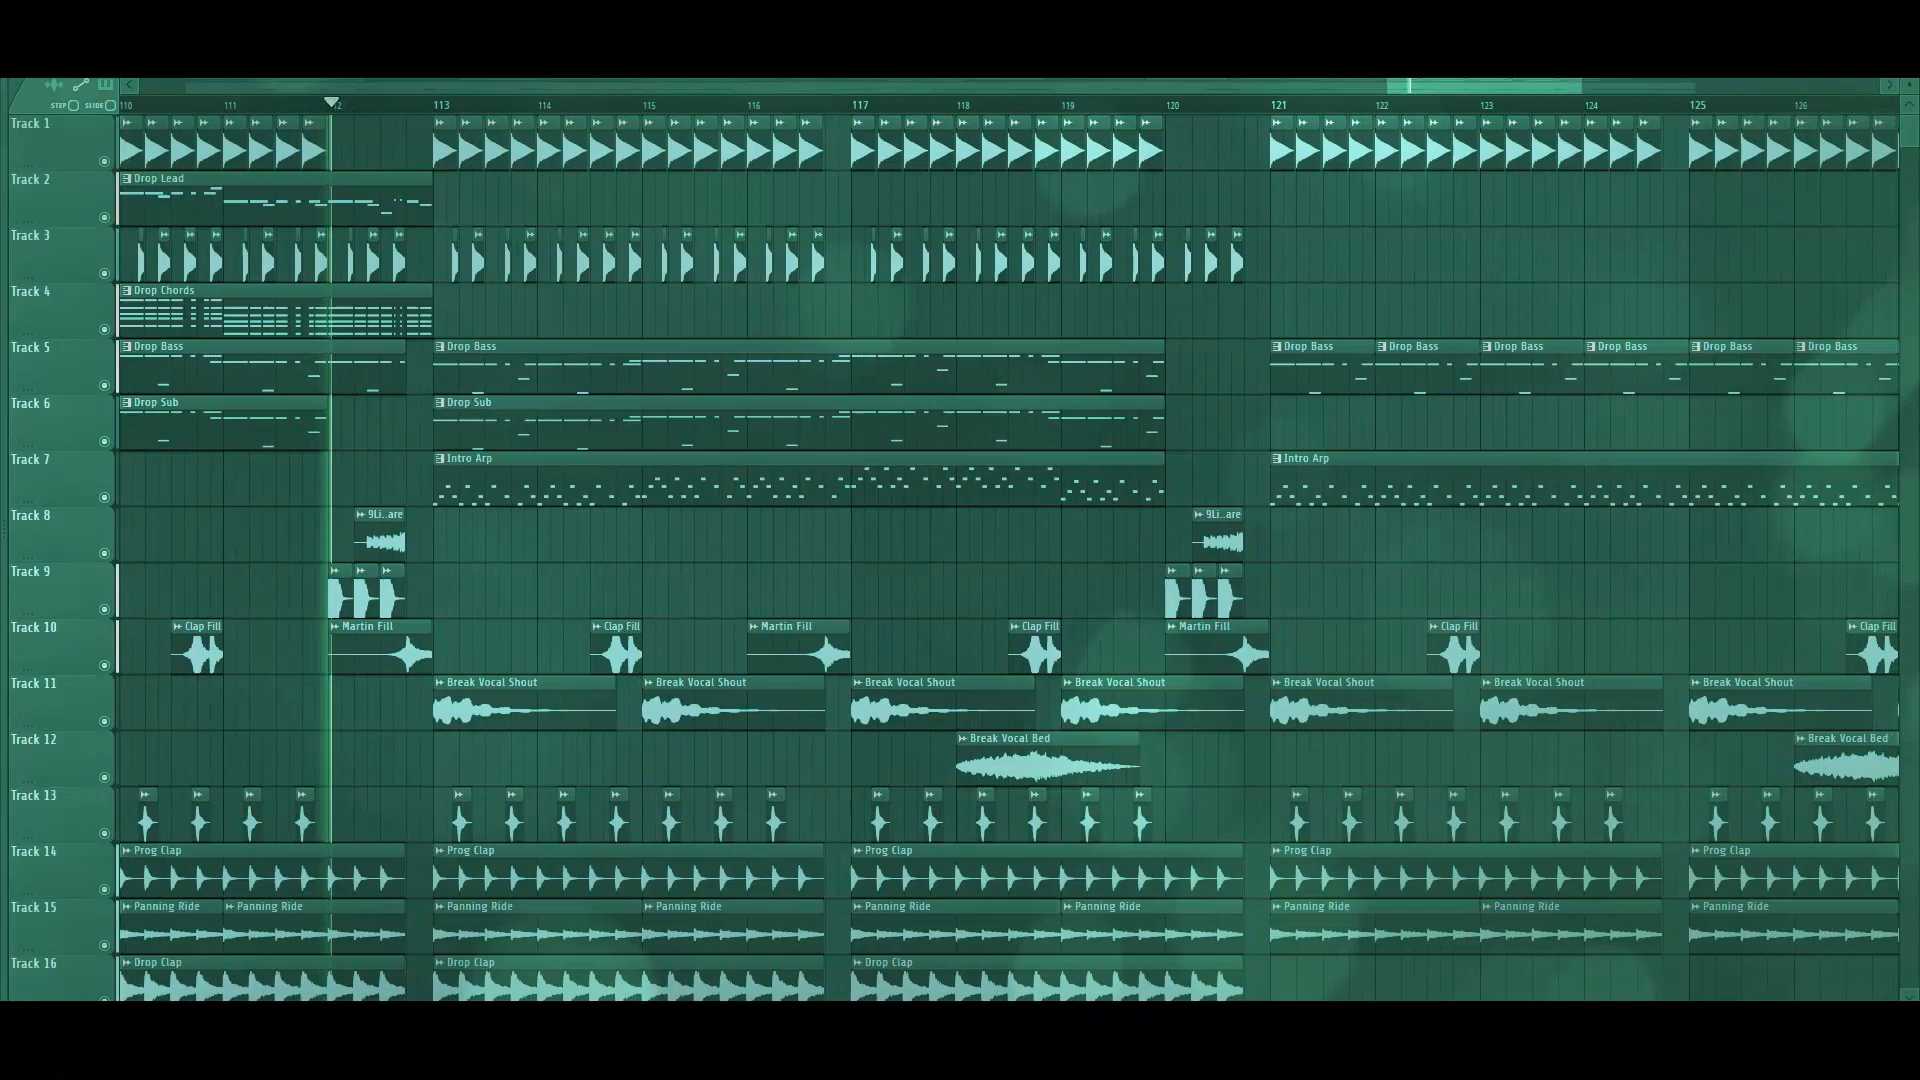 STEP SLIDE
110 111 12 113 114 115 116 117 118 119 120 121 122 123 124 125 126
Track 1
Track 2 Drop Lead
Track 3
Track 4 Drop Chords
Track 5 Drop Bass Drop Bass Drop Bass Drop Bass Drop Bass Drop Bass Drop Bass Drop Bass
Track 6 Drop Sub Drop Sub
Track 7 Intro Arp Intro Arp
Track 8 9Li..are 9Li..are
Track 9
Track 10 Clap Fill Martin Fill Clap Fill Martin Fill Clap Fill Martin Fill Clap Fill Clap Fill
Track 11 Break Vocal Shout Break Vocal Shout Break Vocal Shout Break Vocal Shout Break Vocal Shout Break Vocal Shout Break Vocal Shout
Track 12 Break Vocal Bed Break Vocal Bed
Track 13
Track 14 Prog Clap Prog Clap Prog Clap Prog Clap Prog Clap
Track 15 Panning Ride Panning Ride Panning Ride Panning Ride Panning Ride Panning Ride Panning Ride Panning Ride Panning Ride
Track 16 Drop Clap Drop Clap Drop Clap